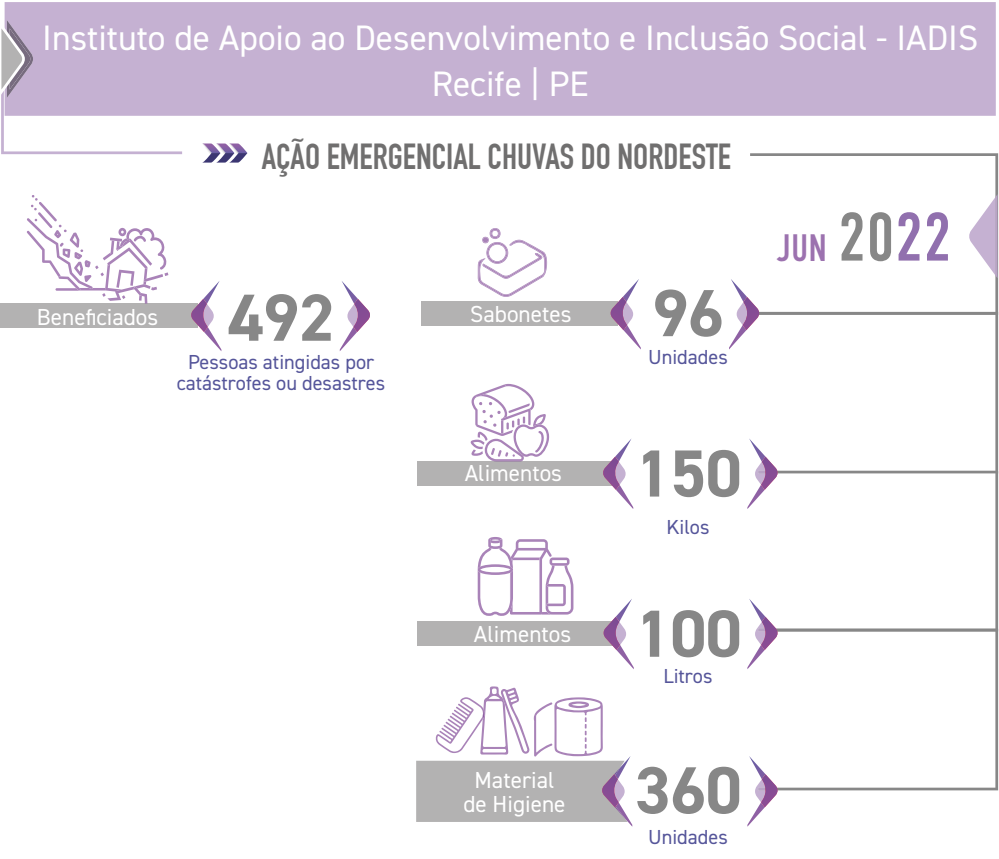 Instituto de Apoio ao Desenvolvimento e Inclusão Social - IADIS
Recife | PE
AÇÃO EMERGENCIAL CHUVAS DO NORDESTE
JUN 2022
Beneficiados
492
Pessoas atingidas por
catástrofes ou desastres
Sabonetes
96
Unidades
Alimentos
150
Kilos
Alimentos
100
Litros
Material
de Higiene
360
Unidades